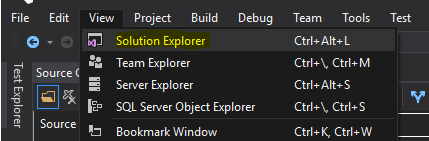 File Edit View Project Build Debug Team Tools Test
Solution Explorer Ctrl+Alt+L
Team Explorer Ctrl+\, Ctrl+M
Server Explorer Ctrl+Alt+S
SQL Server Object Explorer Ctrl+\, Ctrl+S
Bookmark Window Ctrl+K, Ctrl+W
Test Explorer
Source
Source